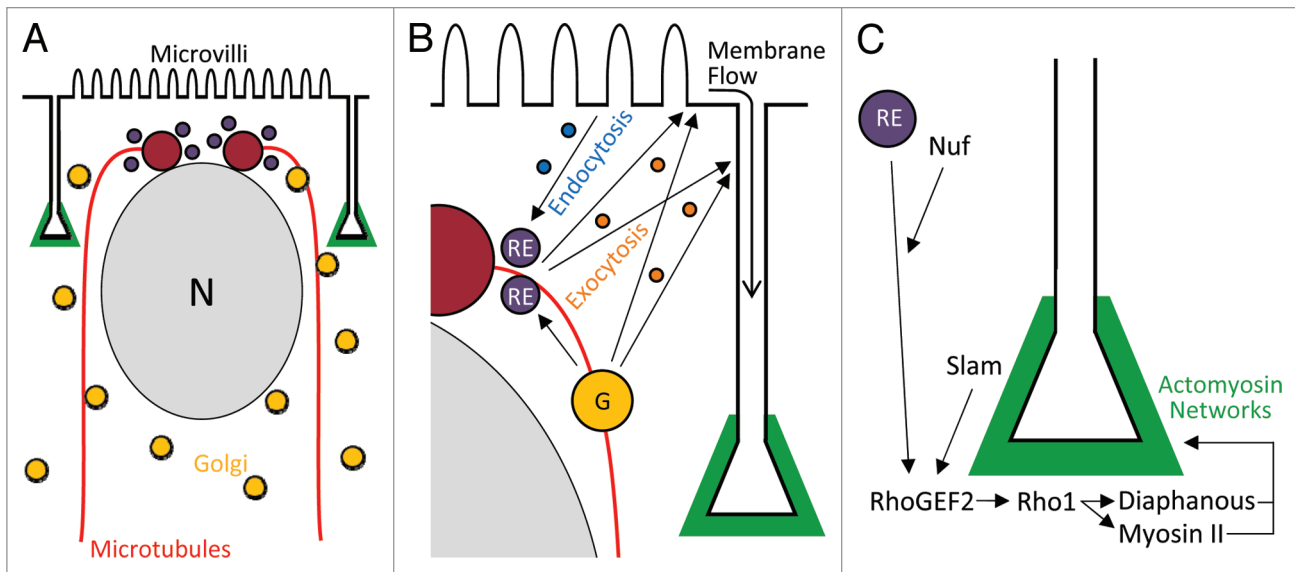 A
Microvilli
N
Golgi
Microtubules
B
Membrane
Flow
Endocytosis
RE
Exocytosis
RE
G
C
RE
Nuf
Slam
Actomyosin
Networks
RhoGEF2
Rho1
Diaphanous
Myosin II